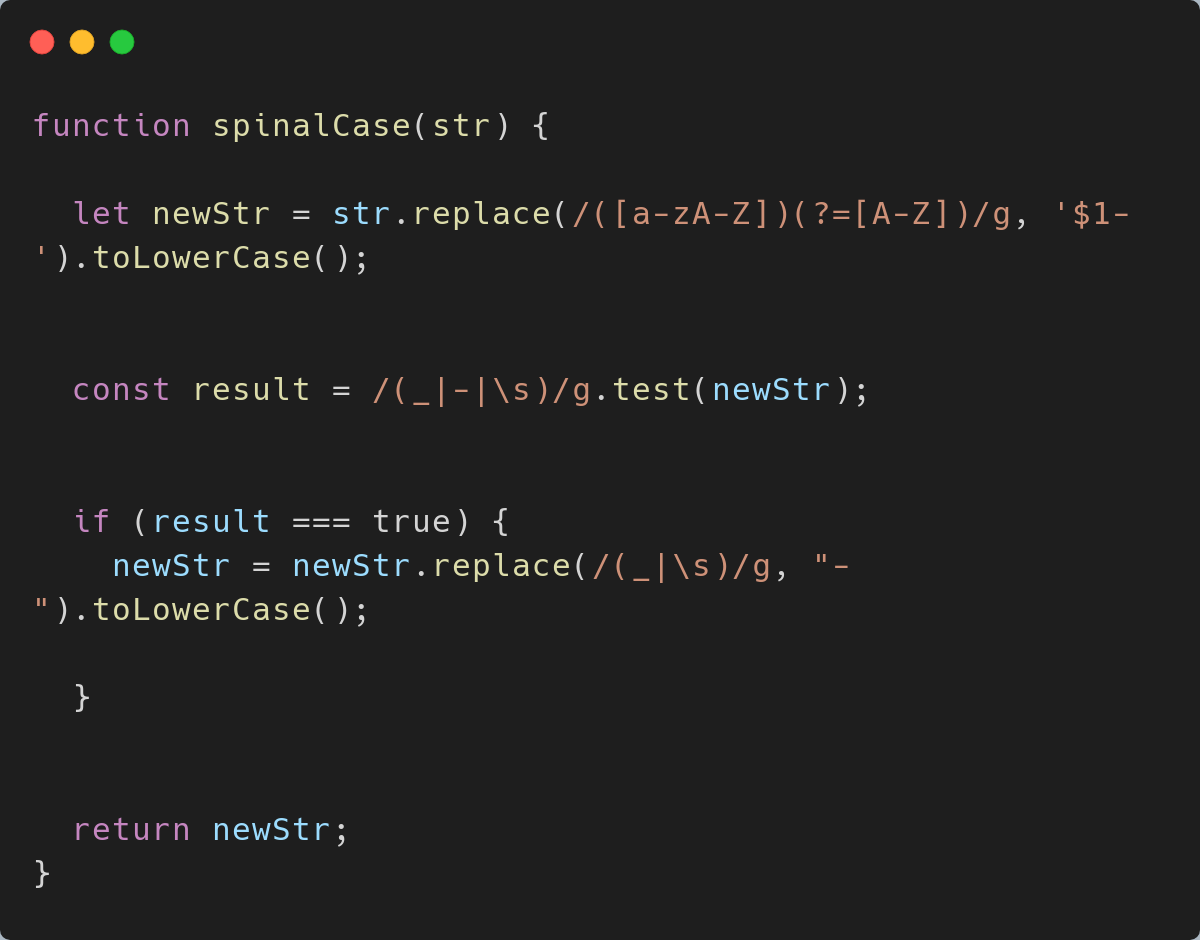 function spinalCase(str) {
let newStr = str.replace(/([a-zA-Z])(?=[A-Z])/g, '$1-
').toLowerCase();
const result = /(_|-|\s)/g.test(newStr);
if (result === true) {
newStr = newStr.replace(/(_|\s)/g, "-
").toLowerCase();
}
return newStr;
}